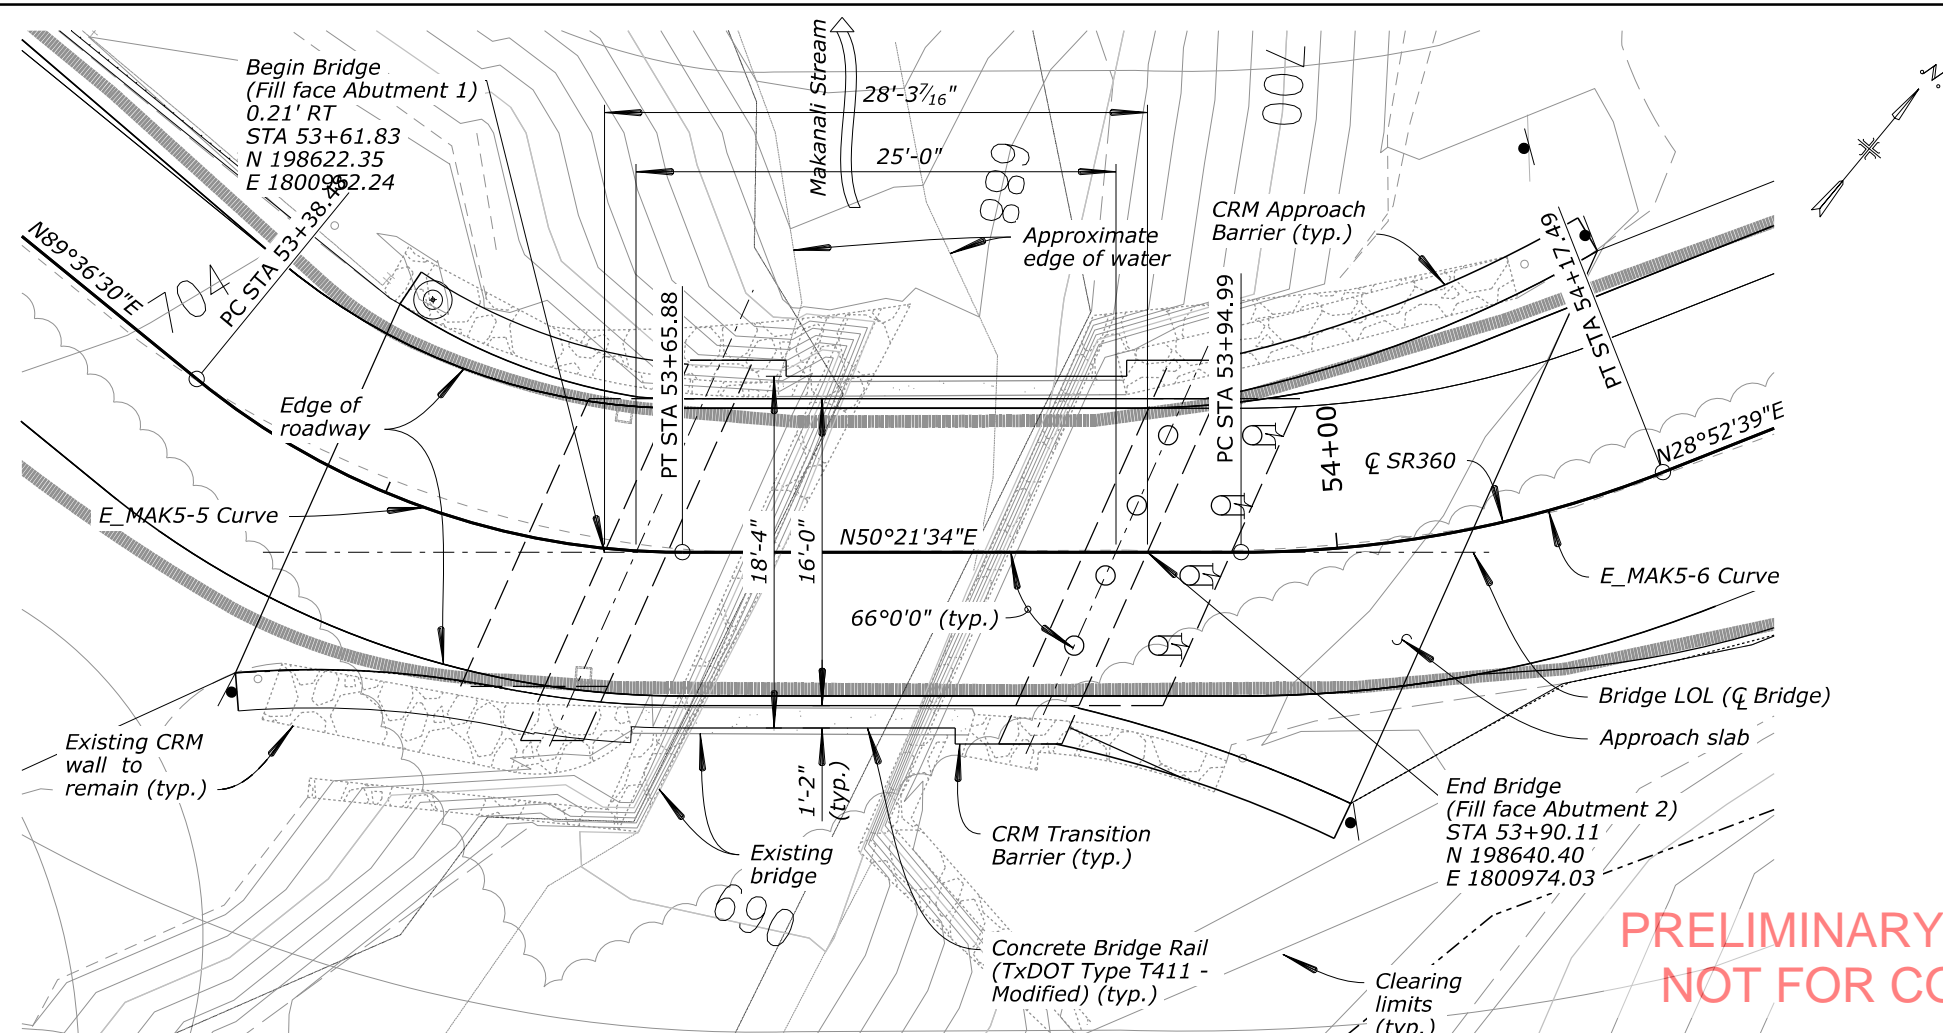 Begin Bridge
(Fill face Abutment 1)
0.21' RT
STA 53+61.83
N 198622.35
E 1800952.24
PC STA 53+38.48
N89°36'30"E
704
Makanali Stream
28'-3 7/16"
25'-0"
698
700
N.
Approximate
edge of water
CRM Approach
Barrier (typ.)
PT STA 54+17.49
PT STA 53+65.88
PC STA 53+94.99
54+00
℄ SR360
N28°52'39"E
Edge of
roadway
E_MAK5-5 Curve
18'-4"
16'-0"
N50°21'34"E
66°0'0" (typ.)
E_MAK5-6 Curve
Bridge LOL (℄ Bridge)
Approach slab
Existing CRM
wall to
remain (typ.)
1'-2"
(typ.)
Existing
bridge
690
CRM Transition
Barrier (typ.)
End Bridge
(Fill face Abutment 2)
STA 53+90.11
N 198640.40
E 1800974.03
Concrete Bridge Rail
(TxDOT Type T411 -
Modified) (typ.)
Clearing
limits
(typ.)
PRELIMINARY
NOT FOR CO